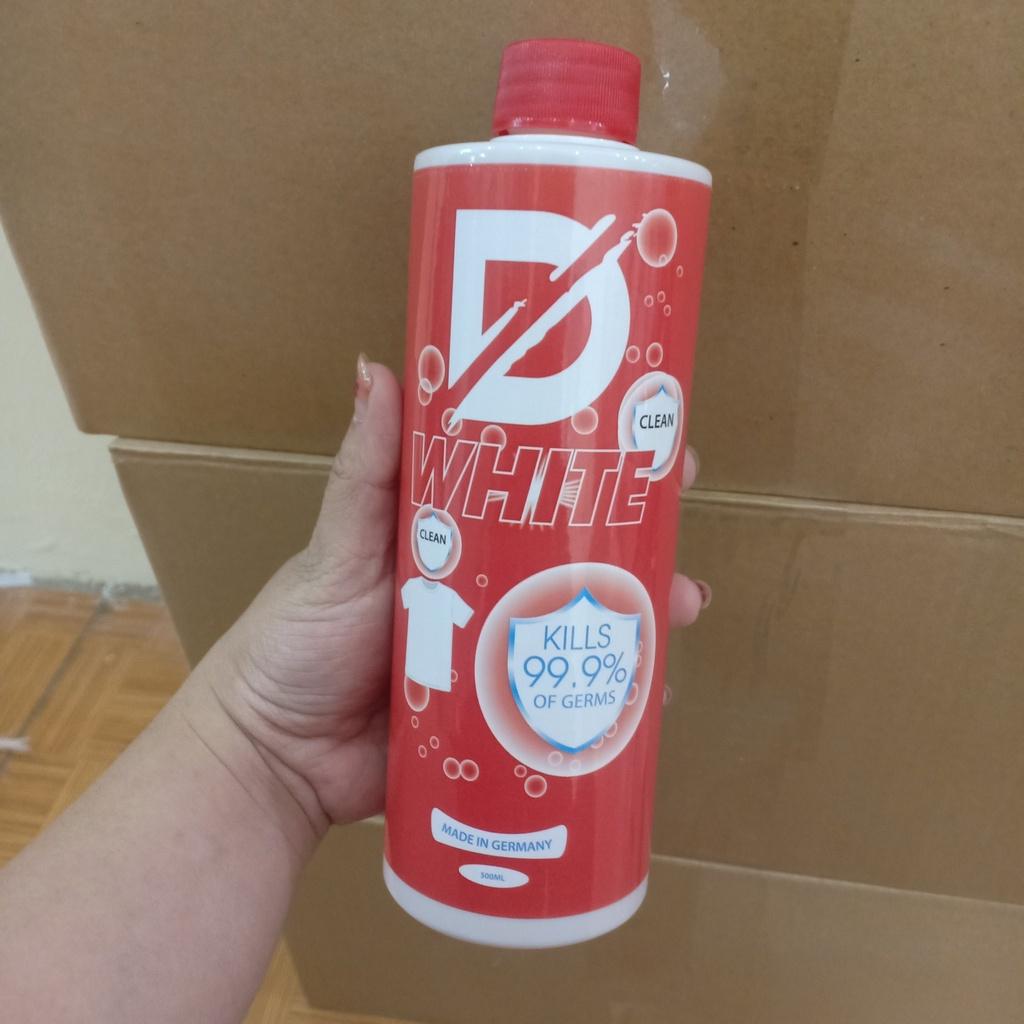 D
WHITE
CLEAN
CLEAN
KILLS
99.9%
OF GERMS
MADE IN GERMANY
500ML